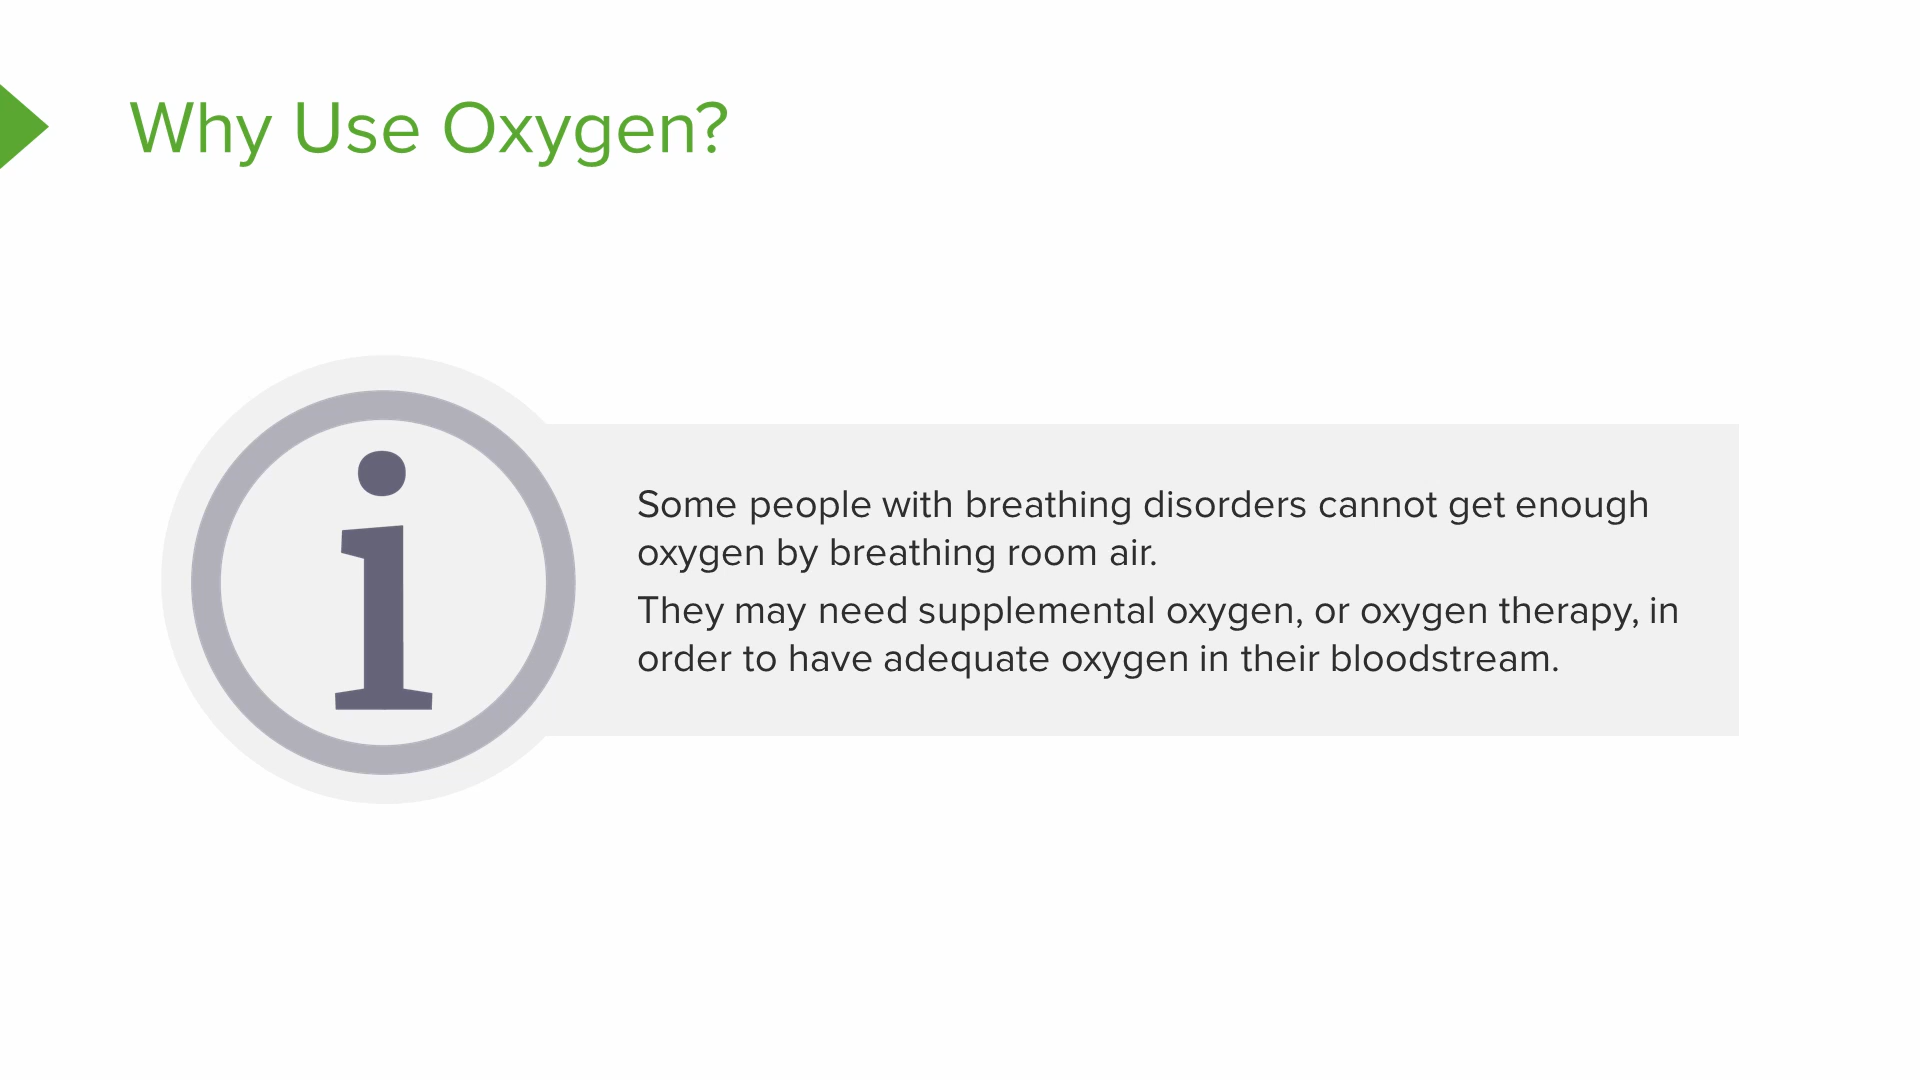 Why Use Oxygen?
i
Some people with breathing disorders cannot get enough
oxygen by breathing room air.
They may need supplemental oxygen, or oxygen therapy, in
order to have adequate oxygen in their bloodstream.